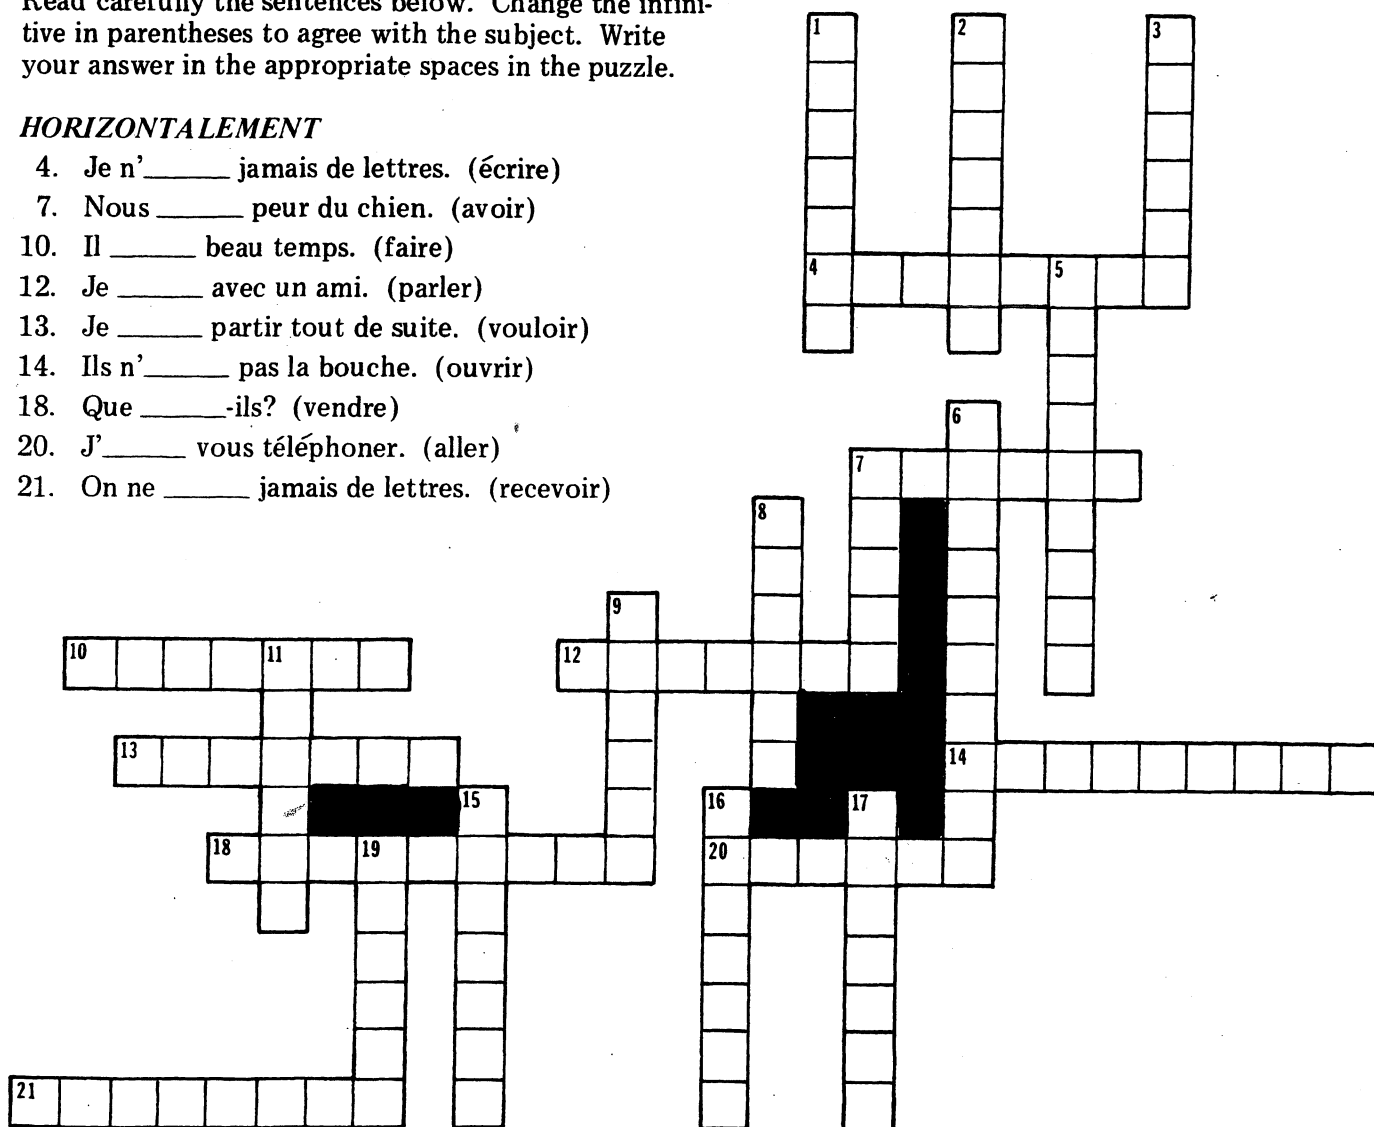 Read carefully the sentences below. Change the infini-
tive in parentheses to agree with the subject. Write
your answer in the appropriate spaces in the puzzle.
HORIZONTALEMENT
4. Je n'______ jamais de lettres. (écrire)
7. Nous ______ peur du chien. (avoir)
10. Il ______ beau temps. (faire)
12. Je ______ avec un ami. (parler)
13. Je ______ partir tout de suite. (vouloir)
14. Ils n'______ pas la bouche. (ouvrir)
18. Que ______-ils? (vendre)
20. J'______ vous téléphoner. (aller)
21. On ne ______ jamais de lettres. (recevoir)
1 2 3
4 5
6
7
8
9
10 11 12
13 14
15 16 17
18 19 20
21